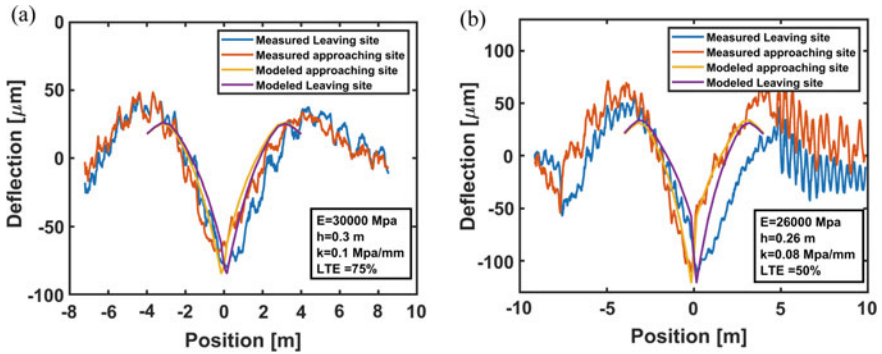 (a)
Measured Leaving site
Measured approaching site
Modeled approaching site
Modeled Leaving site
Deflection [μm]
100
50
0
-50
-100
E=30000 Mpa
h=0.3 m
k=0.1 Mpa/mm
LTE =75%
-8 -6 -4 -2 0 2 4 6 8 10
Position [m]
(b)
Measured Leaving site
Measured approaching site
Modeled approaching site
Modeled Leaving site
Deflection [μm]
100
50
0
-50
-100
E=26000 Mpa
h=0.26 m
k=0.08 Mpa/mm
LTE =50%
-10 -5 0 5 10
Position [m]